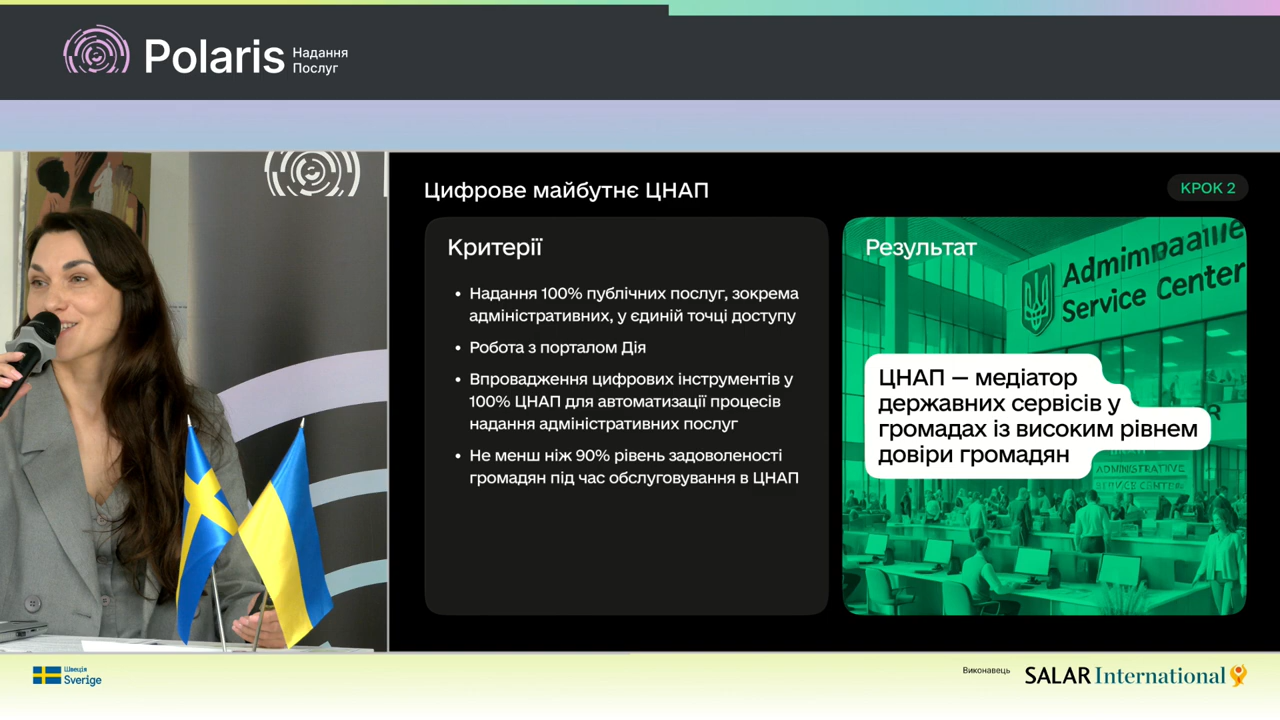 Polaris
Надання
Послуг
Цифрове майбутнє ЦНАП
КРОК 2
Критерії
• Надання 100% публічних послуг, зокрема
адміністративних, у єдиній точці доступу
• Робота з порталом Дія
• Впровадження цифрових інструментів у
100% ЦНАП для автоматизації процесів
надання адміністративних послуг
• Не менш ніж 90% рівень задоволеності
громадян під час обслуговування в ЦНАП
Результат
Service Center
ЦНАП — медіатор
державних сервісів у
громадах із високим рівнем
довіри громадян
ADMINISTRATIVE
Швеція
Sverige
Виконавець
SALAR International